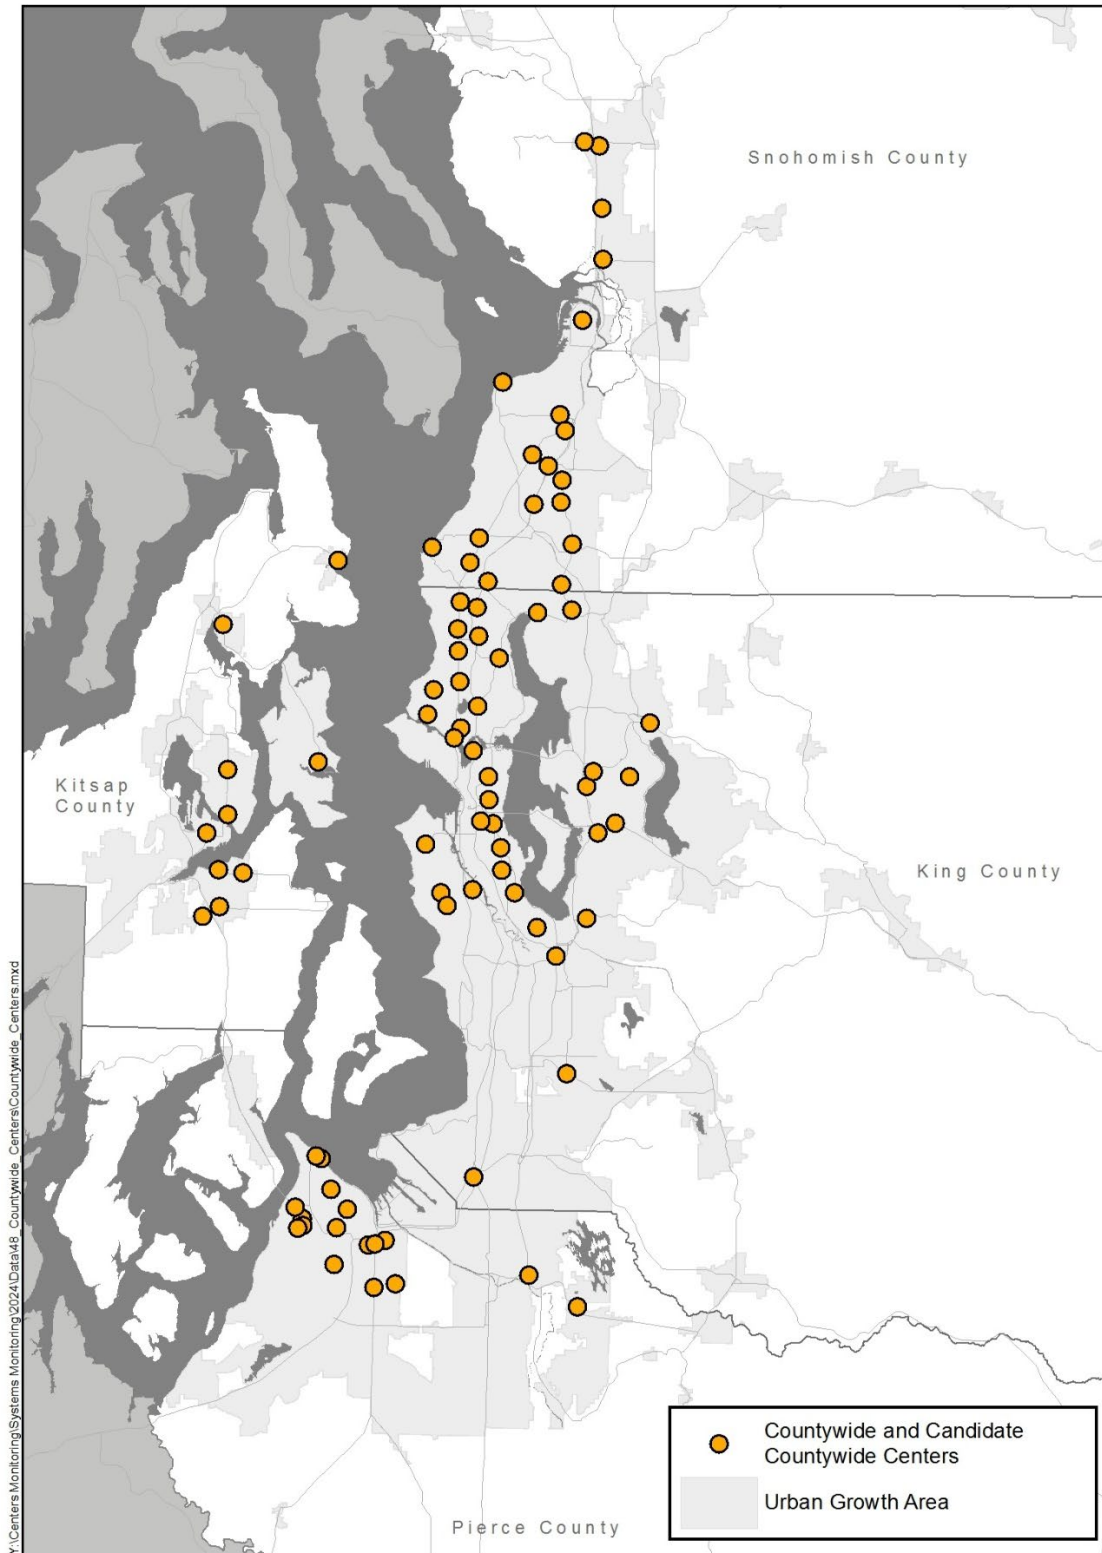 Snohomish County
Kitsap
County
King County
Y:\Centers Monitoring\Systems Monitoring\2024\Data\48_Countywide_Centers\Countywide_Centers.mxd
Countywide and Candidate
Countywide Centers
Urban Growth Area
Pierce County